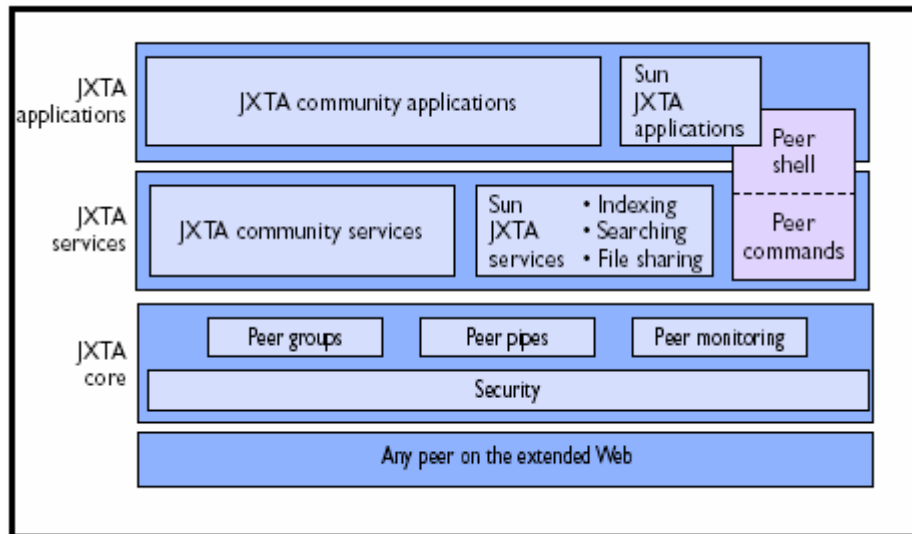 JXTA
applications
JXTA community applications
Sun
JXTA
applications
Peer
shell
JXTA
services
JXTA community services
Sun
JXTA
services
• Indexing
• Searching
• File sharing
Peer
commands
JXTA
core
Peer groups
Peer pipes
Peer monitoring
Security
Any peer on the extended Web